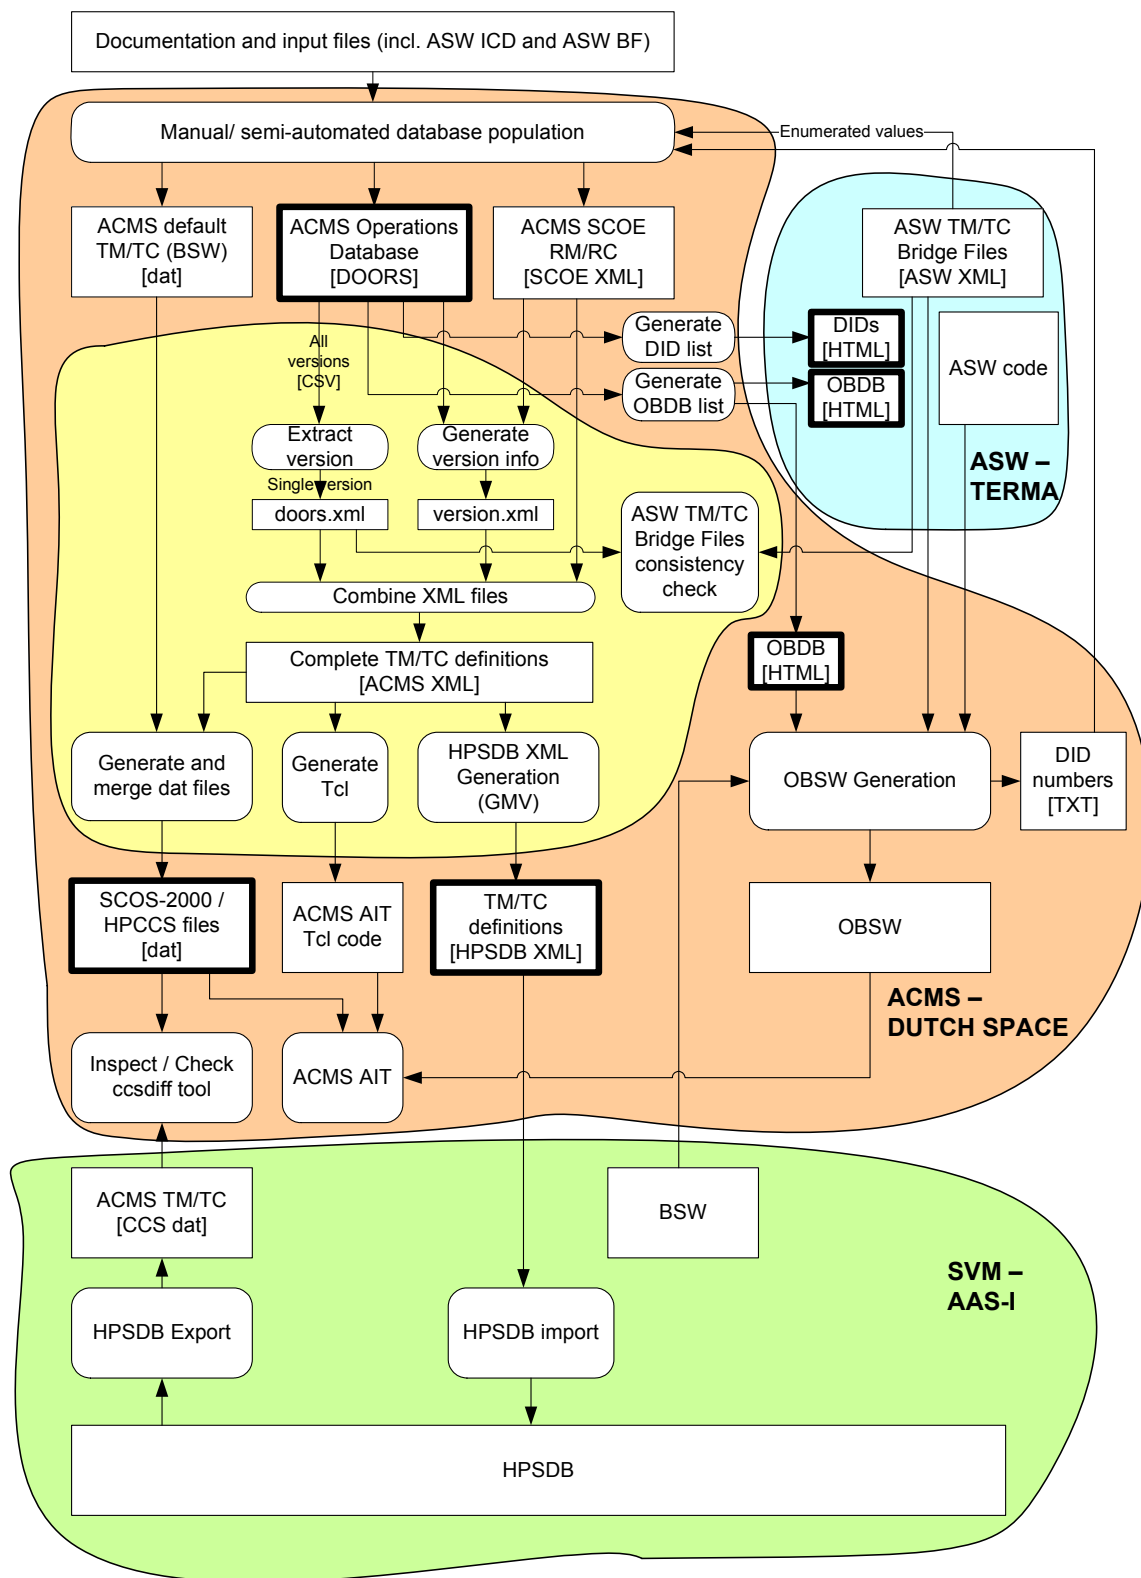 Documentation and input files (incl. ASW ICD and ASW BF)
Manual/ semi-automated database population
Enumerated values
ACMS default
TM/TC (BSW)
[dat]
ACMS Operations
Database
[DOORS]
ACMS SCOE
RM/RC
[SCOE XML]
ASW TM/TC
Bridge Files
[ASW XML]
Generate
DID list
DIDs
[HTML]
ASW code
All
versions
[CSV]
Generate
OBDB list
OBDB
[HTML]
Extract
version
Generate
version info
ASW –
TERMA
Single version
doors.xml
version.xml
ASW TM/TC
Bridge Files
consistency
check
Combine XML files
Complete TM/TC definitions
[ACMS XML]
OBDB
[HTML]
Generate and
merge dat files
Generate
Tcl
HPSDB XML
Generation
(GMV)
OBSW Generation
DID
numbers
[TXT]
SCOS-2000 /
HPCCS files
[dat]
ACMS AIT
Tcl code
TM/TC
definitions
[HPSDB XML]
OBSW
ACMS –
DUTCH SPACE
Inspect / Check
ccsdiff tool
ACMS AIT
ACMS TM/TC
[CCS dat]
BSW
SVM –
AAS-I
HPSDB Export
HPSDB import
HPSDB